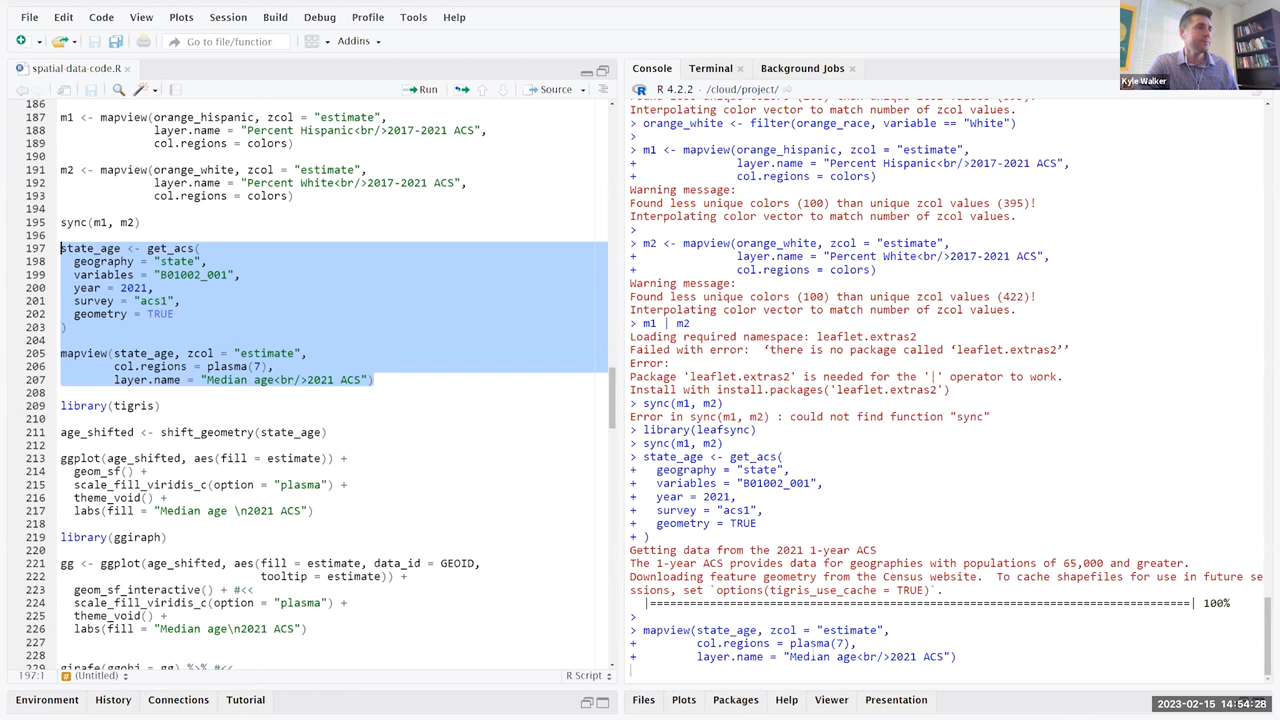 File Edit Code View Plots Session Build Debug Profile Tools Help
Go to file/function Addins
Kyle Walker
spatial-data-code.R
Run Source
186
187 m1 <- mapview(orange_hispanic, zcol = "estimate",
188 layer.name = "Percent Hispanic<br/>2017-2021 ACS",
189 col.regions = colors)
190
191 m2 <- mapview(orange_white, zcol = "estimate",
192 layer.name = "Percent White<br/>2017-2021 ACS",
193 col.regions = colors)
194
195 sync(m1, m2)
196
197 state_age <- get_acs(
198 geography = "state",
199 variables = "B01002_001",
200 year = 2021,
201 survey = "acs1",
202 geometry = TRUE
203 )
204
205 mapview(state_age, zcol = "estimate",
206 col.regions = plasma(7),
207 layer.name = "Median age<br/>2021 ACS")
208
209 library(tigris)
210
211 age_shifted <- shift_geometry(state_age)
212
213 ggplot(age_shifted, aes(fill = estimate)) +
214 geom_sf() +
215 scale_fill_viridis_c(option = "plasma") +
216 theme_void() +
217 labs(fill = "Median age \n2021 ACS")
218
219 library(ggiraph)
220
221 gg <- ggplot(age_shifted, aes(fill = estimate, data_id = GEOID,
222 tooltip = estimate)) +
223 geom_sf_interactive() + #<<
224 scale_fill_viridis_c(option = "plasma") +
225 theme_void() +
226 labs(fill = "Median age\n2021 ACS")
227
228 girafe(ggobj = gg) %>% #<<
229
197:1 (Untitled) R Script
Environment History Connections Tutorial
Console Terminal Background Jobs
R 4.2.2 · /cloud/project/
Interpolating color vector to match number of zcol values.
> orange_white <- filter(orange_race, variable == "White")
>
> m1 <- mapview(orange_hispanic, zcol = "estimate",
+ layer.name = "Percent Hispanic<br/>2017-2021 ACS",
+ col.regions = colors)
Warning message:
Found less unique colors (100) than unique zcol values (395)!
Interpolating color vector to match number of zcol values.
>
> m2 <- mapview(orange_white, zcol = "estimate",
+ layer.name = "Percent White<br/>2017-2021 ACS",
+ col.regions = colors)
Warning message:
Found less unique colors (100) than unique zcol values (422)!
Interpolating color vector to match number of zcol values.
> m1 | m2
Loading required namespace: leaflet.extras2
Failed with error: ‘there is no package called ‘leaflet.extras2’’
Error:
Package 'leaflet.extras2' is needed for the '|' operator to work.
Install with install.packages('leaflet.extras2')
> sync(m1, m2)
Error in sync(m1, m2) : could not find function "sync"
> library(leafsync)
> sync(m1, m2)
> state_age <- get_acs(
+ geography = "state",
+ variables = "B01002_001",
+ year = 2021,
+ survey = "acs1",
+ geometry = TRUE
+ )
Getting data from the 2021 1-year ACS
The 1-year ACS provides data for geographies with populations of 65,000 and greater.
Downloading feature geometry from the Census website. To cache shapefiles for use in future se
ssions, set `options(tigris_use_cache = TRUE)`.
|==========================================================================| 100%
>
> mapview(state_age, zcol = "estimate",
+ col.regions = plasma(7),
+ layer.name = "Median age<br/>2021 ACS")
Files Plots Packages Help Viewer Presentation
2023-02-15 14:54:28